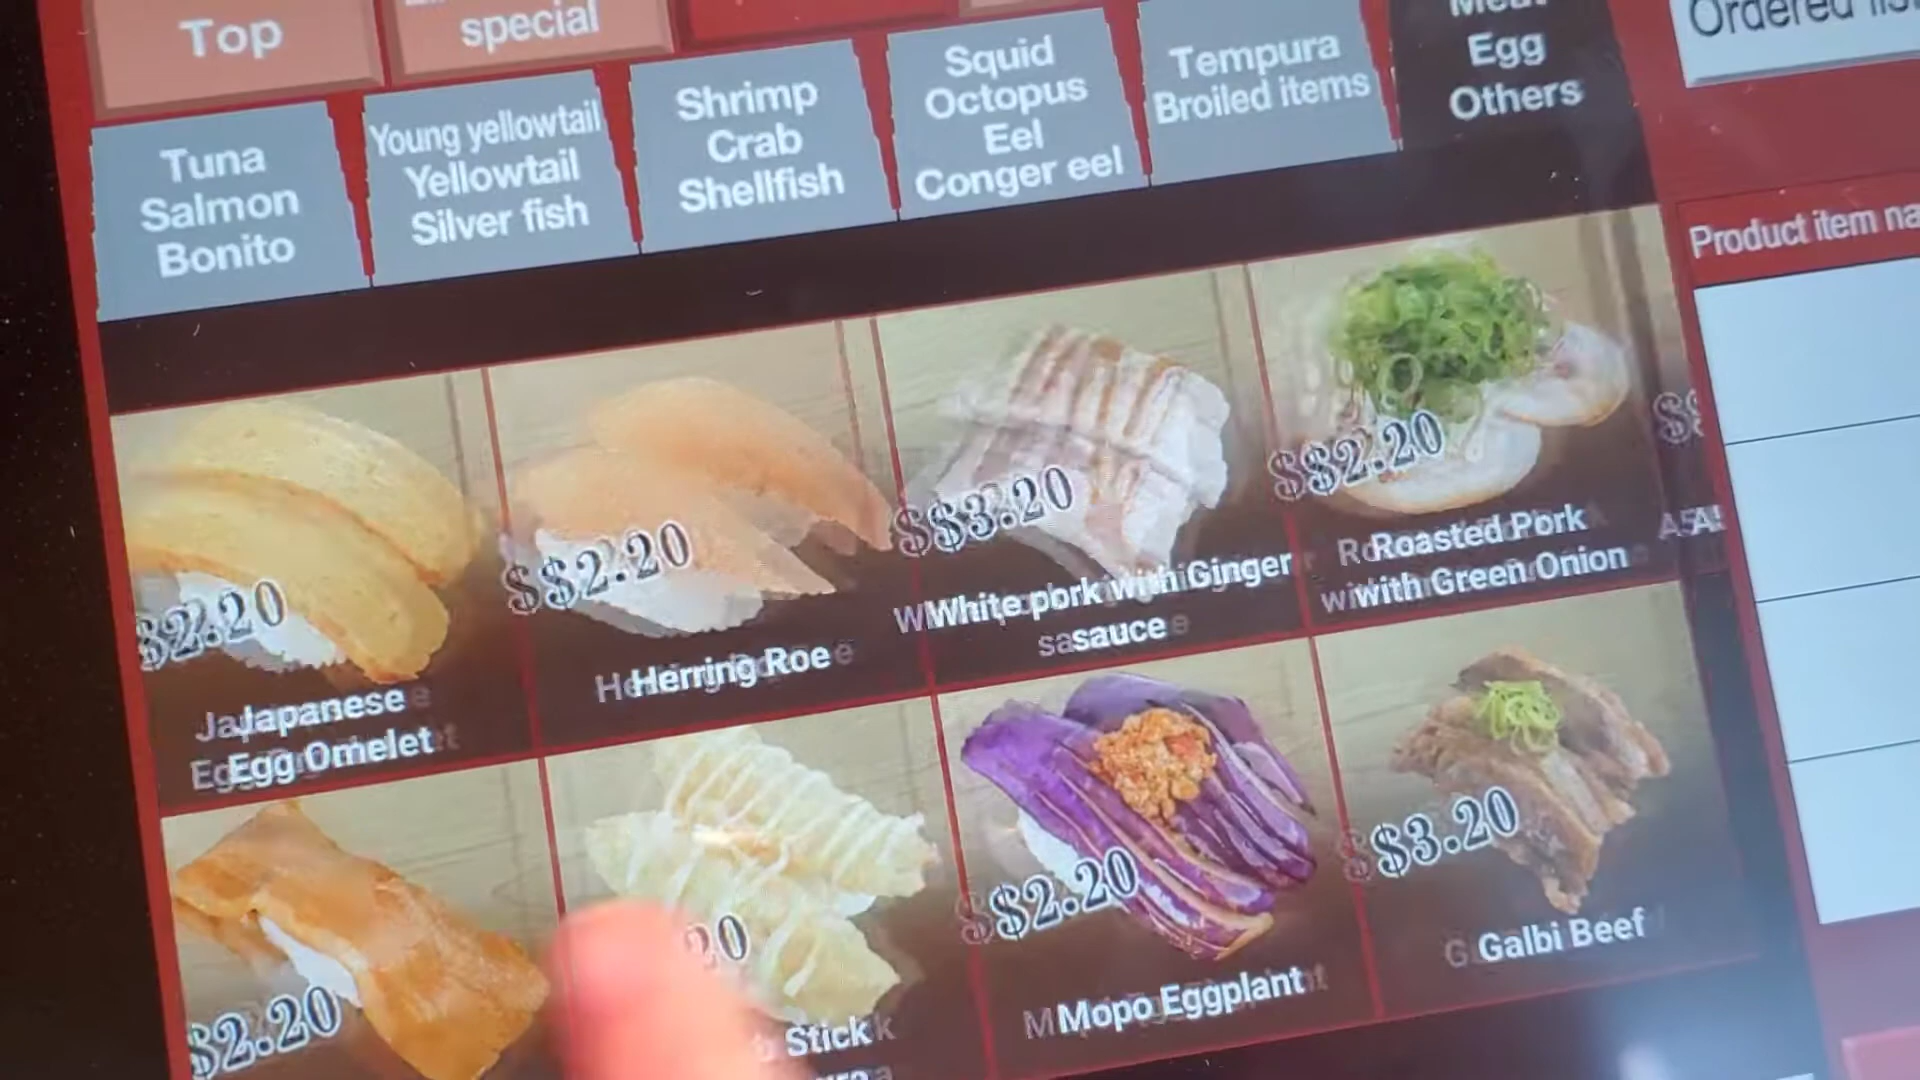 Top
special
Tuna
Salmon
Bonito
Young yellowtail
Yellowtail
Silver fish
Shrimp
Crab
Shellfish
Squid
Octopus
Eel
Conger eel
Tempura
Broiled items
Meat
Egg
Others
Ordered
Product item
$2.20
Japanese
Egg Omelet
$2.20
Herring Roe
$3.20
White pork with Ginger
sauce
$2.20
Roasted Pork
with Green Onion
$2.20
20
Stick
$2.20
Mopo Eggplant
$3.20
Galbi Beef